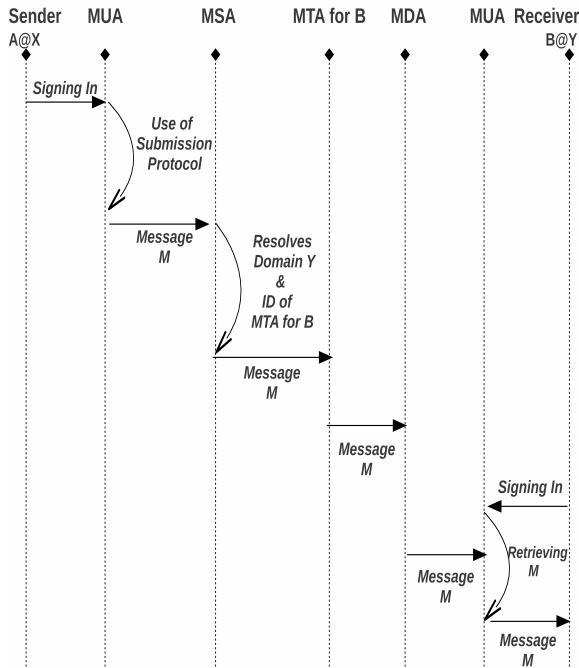 Sender MUA MSA MTA for B MDA MUA Receiver
A@X B@Y
Signing In
Use of
Submission
Protocol
Message
M
Resolves
Domain Y
&
ID of
MTA for B
Message
M
Message
M
Signing In
Retrieving
M
Message
M
Message
M